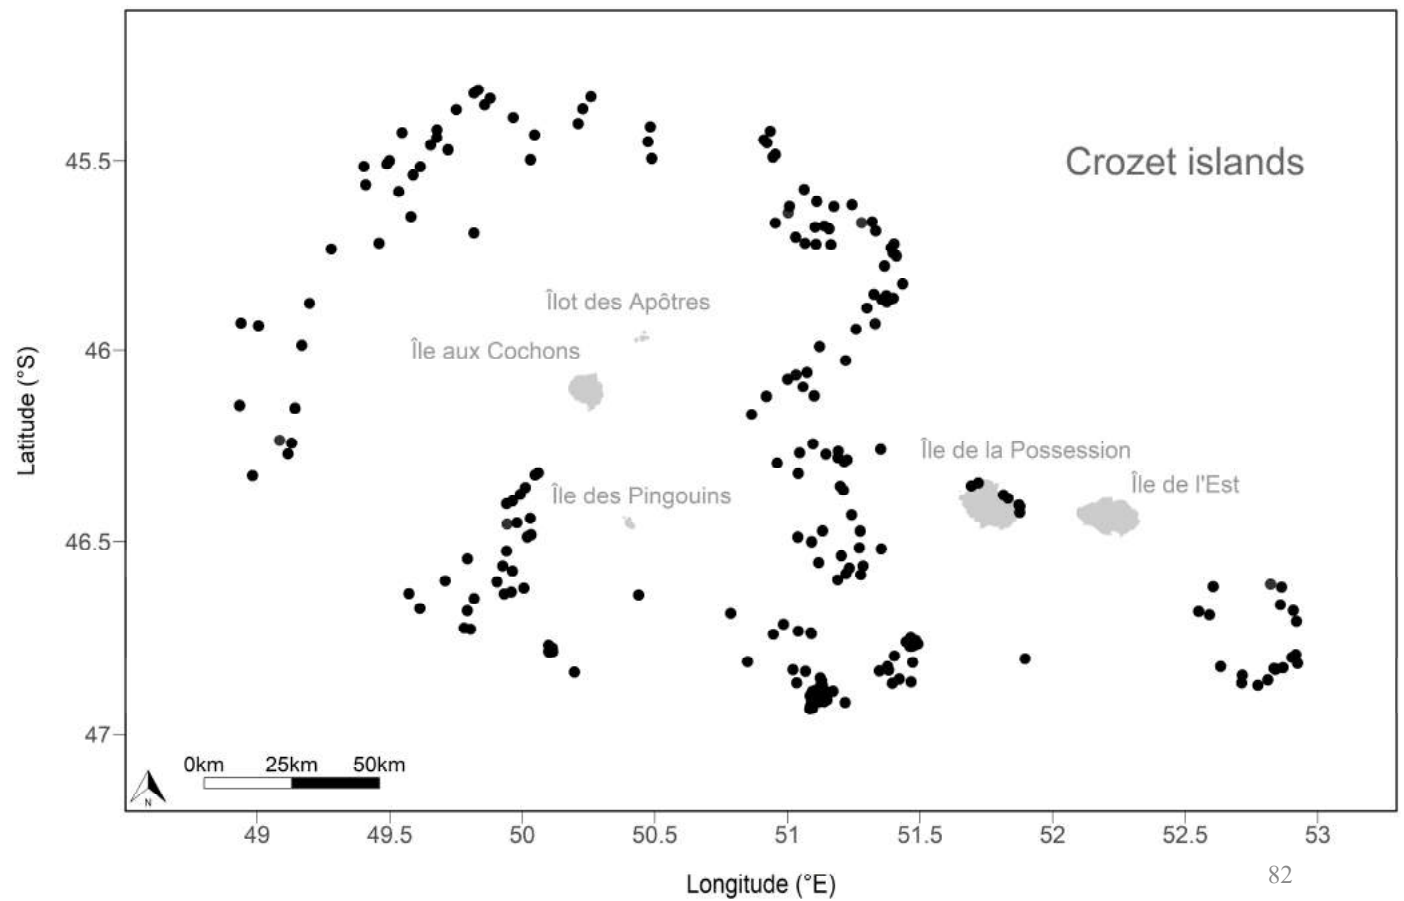 Crozet islands
45.5
Îlot des Apôtres
Île aux Cochons
46
Île de la Possession
Île de l'Est
Île des Pingouins
46.5
47
Latitude (°S)
0km 25km 50km
N
49 49.5 50 50.5 51 51.5 52 52.5 53
Longitude (°E)
82